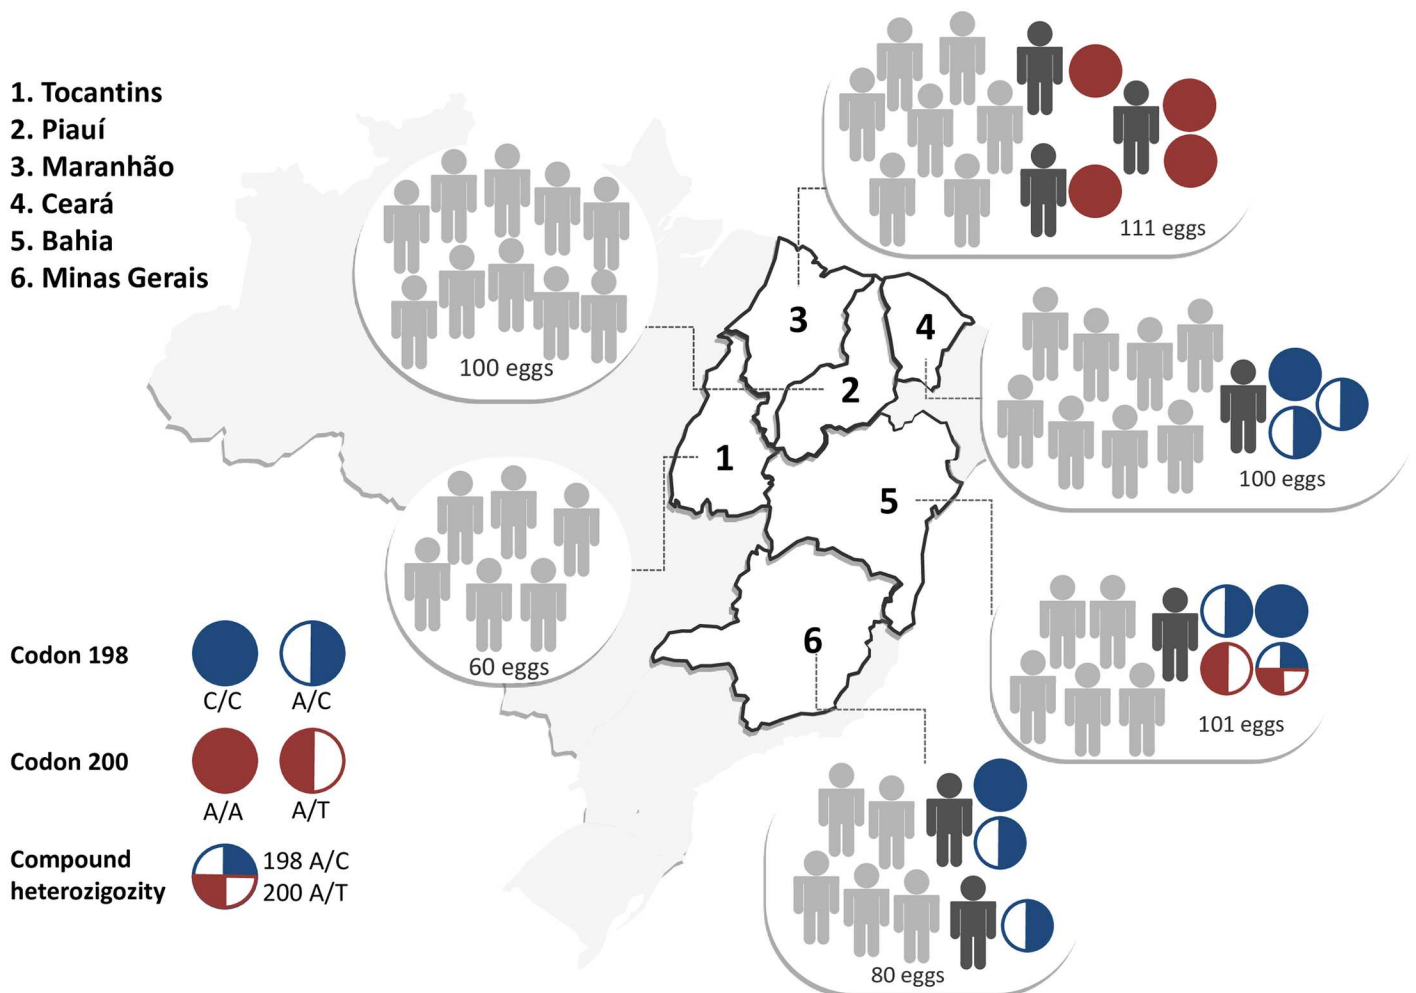 1. Tocantins
2. Piauí
3. Maranhão
4. Ceará
5. Bahia
6. Minas Gerais
111 eggs
100 eggs
3
4
2
100 eggs
1
5
60 eggs
6
101 eggs
80 eggs
Codon 198
C/C
A/C
Codon 200
A/A
A/T
Compound
heterozigozity
198 A/C
200 A/T